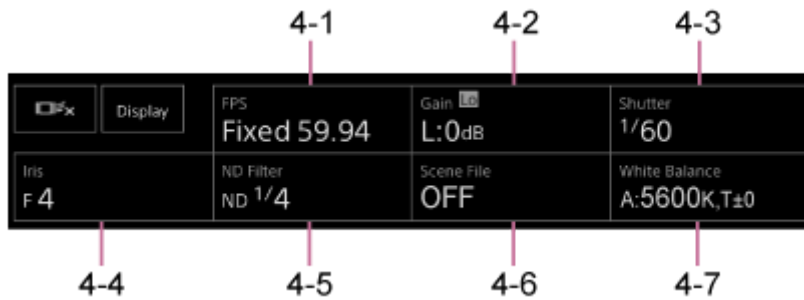 4-1 4-2 4-3
Display
FPS
Fixed 59.94
Gain Lo
L:0dB
Shutter
1/60
Iris
F 4
ND Filter
ND 1/4
Scene File
OFF
White Balance
A:5600K,T±0
4-4 4-5 4-6 4-7